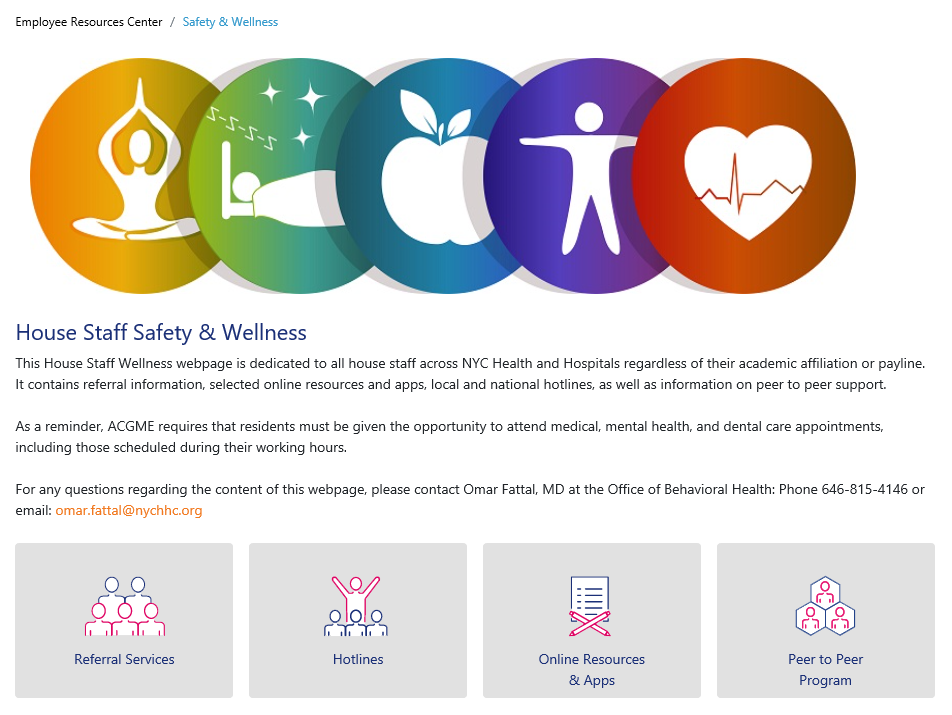 Employee Resources Center / Safety & Wellness
House Staff Safety & Wellness
This House Staff Wellness webpage is dedicated to all house staff across NYC Health and Hospitals regardless of their academic affiliation or payline.
It contains referral information, selected online resources and apps, local and national hotlines, as well as information on peer to peer support.
As a reminder, ACGME requires that residents must be given the opportunity to attend medical, mental health, and dental care appointments,
including those scheduled during their working hours.
For any questions regarding the content of this webpage, please contact Omar Fattal, MD at the Office of Behavioral Health: Phone 646-815-4146 or
email: omar.fattal@nychhc.org
Referral Services
Hotlines
Online Resources
& Apps
Peer to Peer
Program